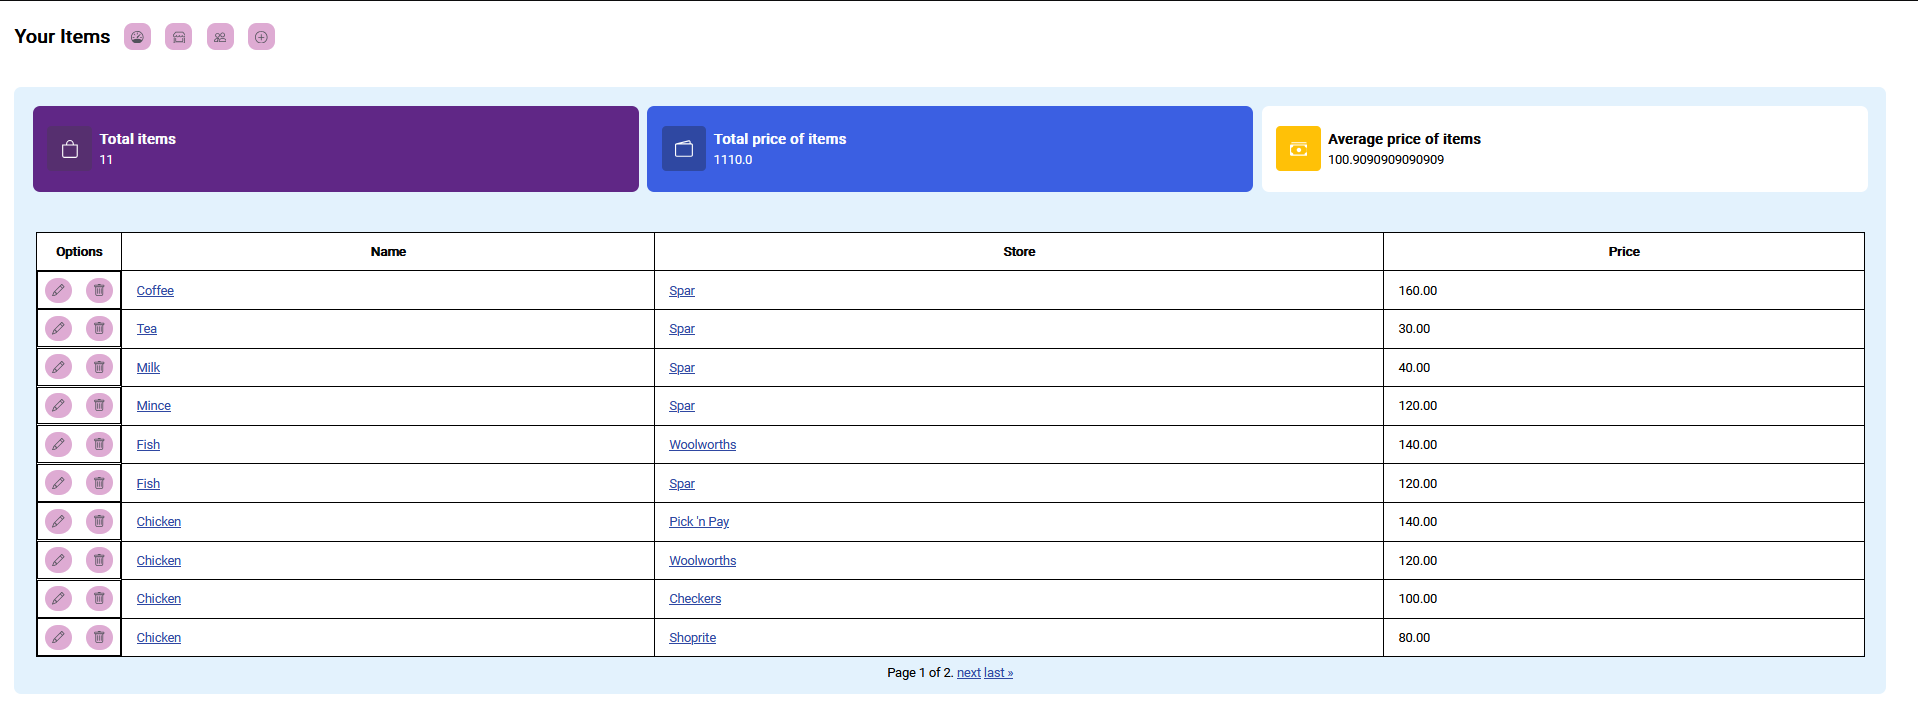 Your Items
Total items
11
Total price of items
1110.0
Average price of items
100.9090909090909
Options Name Store Price
Coffee Spar 160.00
Tea Spar 30.00
Milk Spar 40.00
Mince Spar 120.00
Fish Woolworths 140.00
Fish Spar 120.00
Chicken Pick 'n Pay 140.00
Chicken Woolworths 120.00
Chicken Checkers 100.00
Chicken Shoprite 80.00
Page 1 of 2. next last »